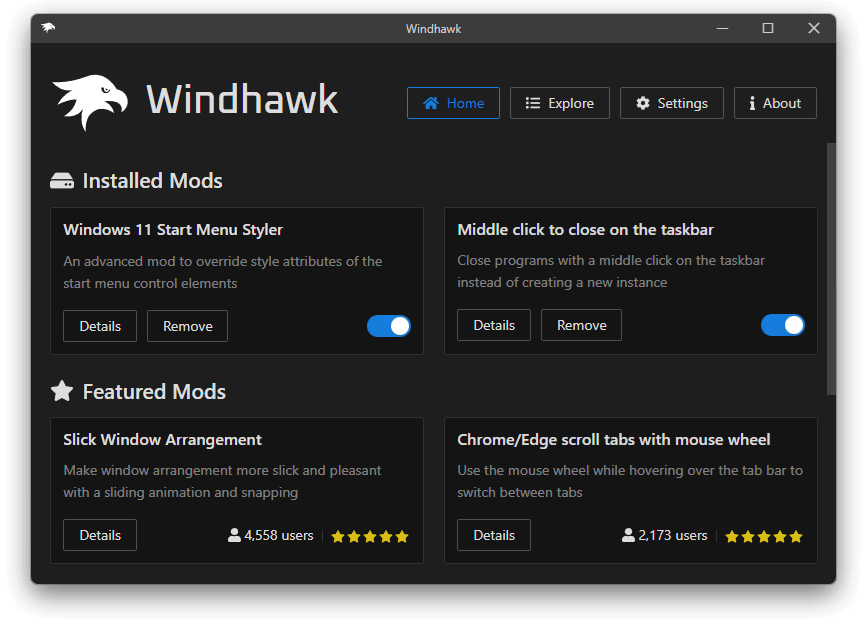 Windhawk
Windhawk
Home
Explore
Settings
About
Installed Mods
Windows 11 Start Menu Styler
An advanced mod to override style attributes of the
start menu control elements
Details
Remove
Middle click to close on the taskbar
Close programs with a middle click on the taskbar
instead of creating a new instance
Details
Remove
Featured Mods
Slick Window Arrangement
Make window arrangement more slick and pleasant
with a sliding animation and snapping
Details
4,558 users
Chrome/Edge scroll tabs with mouse wheel
Use the mouse wheel while hovering over the tab bar to
switch between tabs
Details
2,173 users